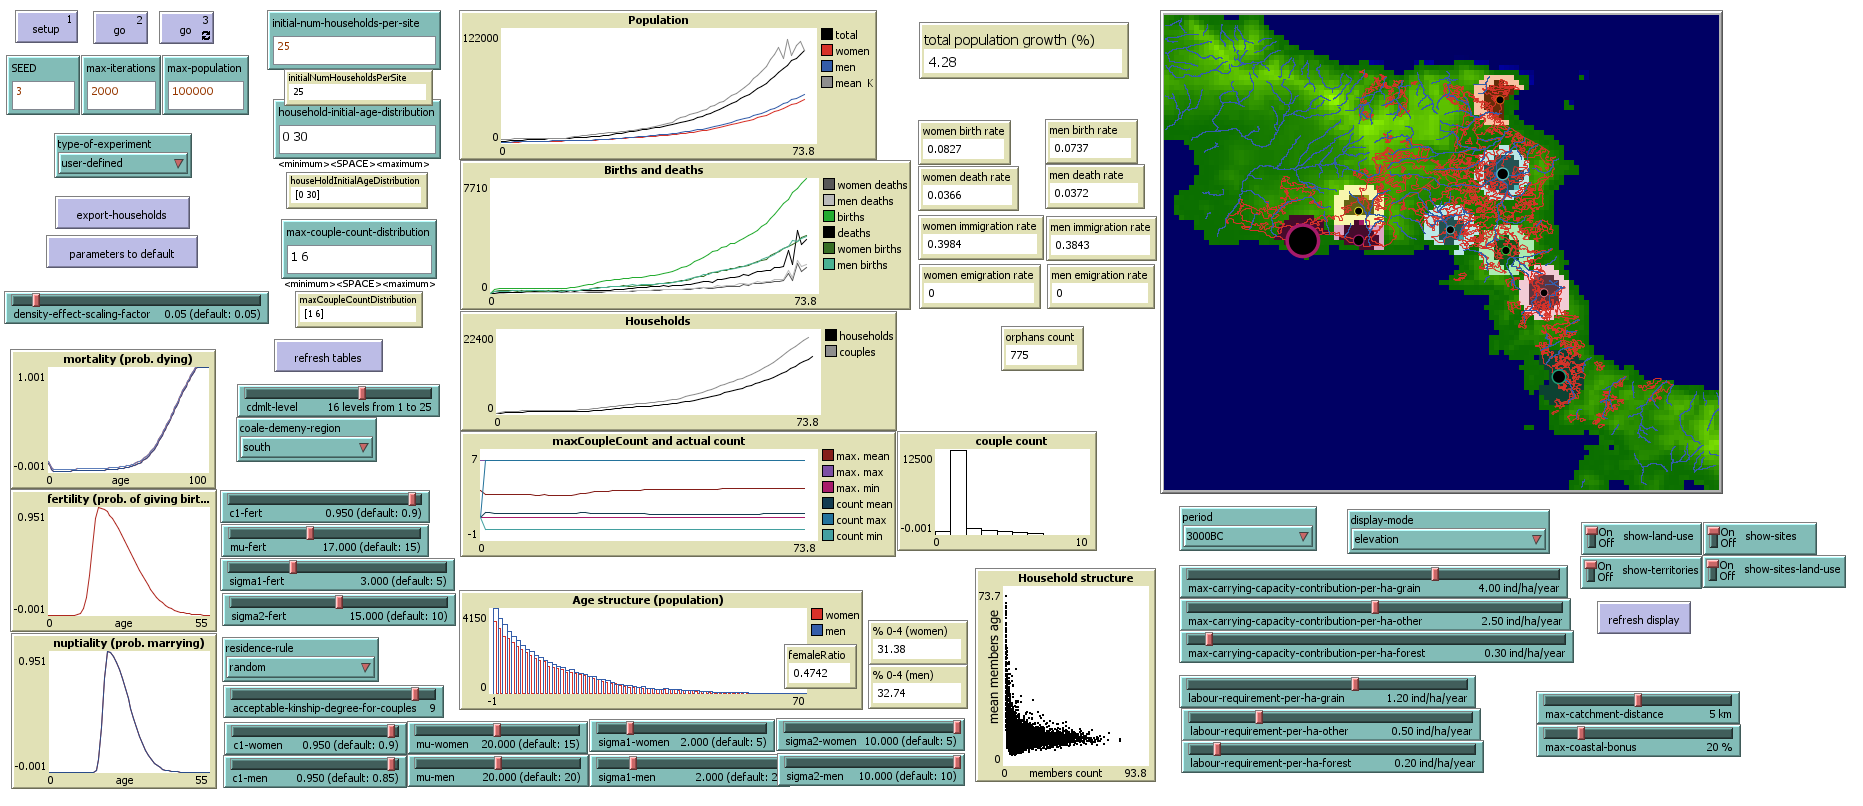 setup
1
go
2
go
3
SEED
3
max-iterations
2000
max-population
100000
type-of-experiment
user-defined
export-households
parameters to default
density-effect-scaling-factor 0.05 (default: 0.05)
initial-num-households-per-site
25
initialNumHouseholdsPerSite
25
household-initial-age-distribution
0 30
<minimum><SPACE><maximum>
houseHoldInitialAgeDistribution
[0 30]
max-couple-count-distribution
1 6
<minimum><SPACE><maximum>
maxCoupleCountDistribution
[1 6]
refresh tables
mortality (prob. dying)
1.001
-0.001
0
age
100
cdmlt-level 16 levels from 1 to 25
coale-demeny-region
south
fertility (prob. of giving birt...
0.951
-0.001
0
age
55
c1-fert 0.950 (default: 0.9)
mu-fert 17.000 (default: 15)
sigma1-fert 3.000 (default: 5)
sigma2-fert 15.000 (default: 10)
nuptiality (prob. marrying)
0.951
-0.001
0
age
55
residence-rule
random
acceptable-kinship-degree-for-couples 9
c1-women 0.950 (default: 0.9)
mu-women 20.000 (default: 15)
sigma1-women 2.000 (default: 5)
sigma2-women 10.000 (default: 5)
c1-men 0.950 (default: 0.85)
mu-men 20.000 (default: 20)
sigma1-men 2.000 (default: 2
sigma2-men 10.000 (default: 10)
Population
122000
0
0
73.8
total
women
men
mean K
Births and deaths
7710
0
0
73.8
women deaths
men deaths
births
deaths
women births
men births
Households
22400
0
0
73.8
households
couples
maxCoupleCount and actual count
7
-1
0
73.8
max. mean
max. max
max. min
count mean
count max
count min
couple count
12500
-0.001
0
10
Age structure (population)
4150
0
-1
70
women
men
femaleRatio
0.4742
% 0-4 (women)
31.38
% 0-4 (men)
32.74
Household structure
73.7
mean members age
0
0
members count
93.8
total population growth (%)
4.28
women birth rate
0.0827
men birth rate
0.0737
women death rate
0.0366
men death rate
0.0372
women immigration rate
0.3984
men immigration rate
0.3843
women emigration rate
0
men emigration rate
0
orphans count
775
period
3000BC
display-mode
elevation
On
Off
show-land-use
On
Off
show-sites
On
Off
show-territories
On
Off
show-sites-land-use
max-carrying-capacity-contribution-per-ha-grain 4.00 ind/ha/year
max-carrying-capacity-contribution-per-ha-other 2.50 ind/ha/year
max-carrying-capacity-contribution-per-ha-forest 0.30 ind/ha/year
refresh display
labour-requirement-per-ha-grain 1.20 ind/ha/year
labour-requirement-per-ha-other 0.50 ind/ha/year
labour-requirement-per-ha-forest 0.20 ind/ha/year
max-catchment-distance 5 km
max-coastal-bonus 20 %